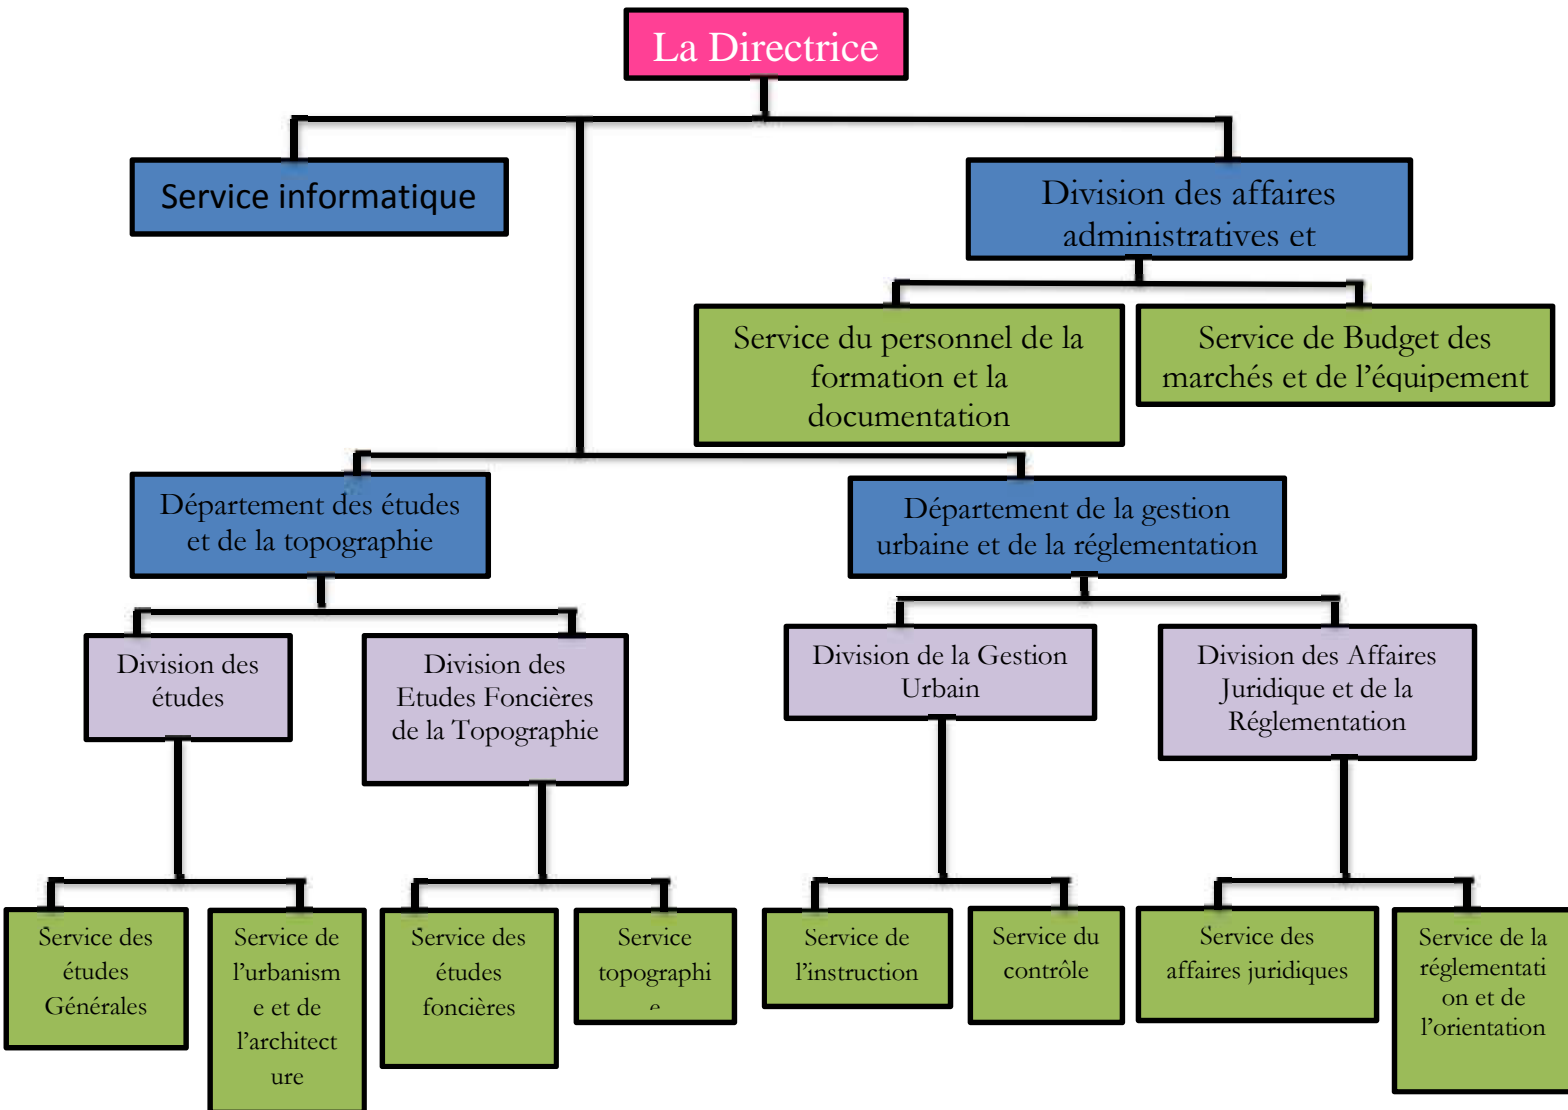 La Directrice
Service informatique
Division des affaires
administratives et
Service du personnel de la
formation et la
documentation
Service de Budget des
marchés et de l'équipement
Département des études
et de la topographie
Département de la gestion
urbaine et de la réglementation
Division des
études
Division des
Etudes Foncières
de la Topographie
Division de la Gestion
Urbain
Division des Affaires
Juridique et de la
Réglementation
Service des
études
Générales
Service de
l'urbanism
e et de
l'architect
ure
Service des
études
foncières
Service
topographi
e
Service de
l'instruction
Service du
contrôle
Service des
affaires juridiques
Service de la
réglementati
on et de
l'orientation